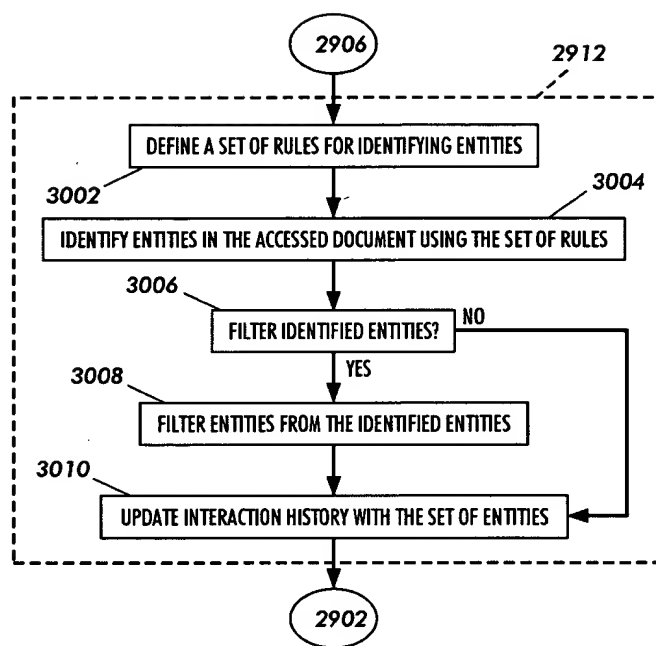 2906
2912
DEFINE A SET OF RULES FOR IDENTIFYING ENTITIES
3002
3004
IDENTIFY ENTITIES IN THE ACCESSED DOCUMENT USING THE SET OF RULES
3006
FILTER IDENTIFIED ENTITIES?
NO
YES
3008
FILTER ENTITIES FROM THE IDENTIFIED ENTITIES
3010
UPDATE INTERACTION HISTORY WITH THE SET OF ENTITIES
2902